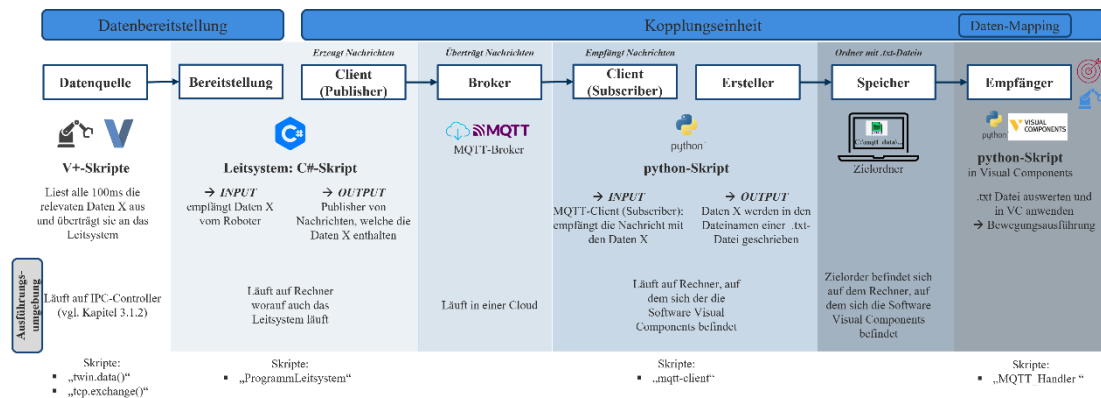 Datenbereitstellung
Kopplungseinheit
Daten-Mapping
Erzeugt Nachrichten
Überträgt Nachrichten
Empfängt Nachrichten
Ordner mit .txt-Datein
Datenquelle
Bereitstellung
Client
(Publisher)
Broker
Client
(Subscriber)
Ersteller
Speicher
Empfänger
V+-Skripte
Liest alle 100ms die
relevaten Daten X aus
und überträgt sie an das
Leitsystem
C#
Leitsystem: C#-Skript
→ INPUT
empfängt Daten X
vom Roboter
→ OUTPUT
Publisher von
Nachrichten, welche die
Daten X enthalten
MQTT
MQTT-Broker
python
python-Skript
→ INPUT
MQTT-Client (Subscriber):
empfängt die Nachricht mit
den Daten X
→ OUTPUT
Daten X werden in den
Dateinamen einer .txt-
Datei geschrieben
C:\mqtt_data\...
Zielordner
python
VISUAL
COMPONENTS
python-Skript
in Visual Components
.txt Datei auswerten und
in VC anwenden
→ Bewegungsausführung
Ausführungs-
umgebung
Läuft auf IPC-Controller
(vgl. Kapitel 3.1.2)
Läuft auf Rechner
worauf auch das
Leitsystem läuft
Läuft in einer Cloud
Läuft auf Rechner, auf
dem sich der die
Software Visual
Components befindet
Zielorder befindet sich
auf dem Rechner, auf
dem sich die Software
Visual Components
befindet
Skripte:
▪ „twin.data()“
▪ „tcp.exchange()“
Skripte:
▪ „ProgrammLeitsystem“
Skripte:
▪ „mqtt-client“
Skripte:
▪ „MQTT_Handler “